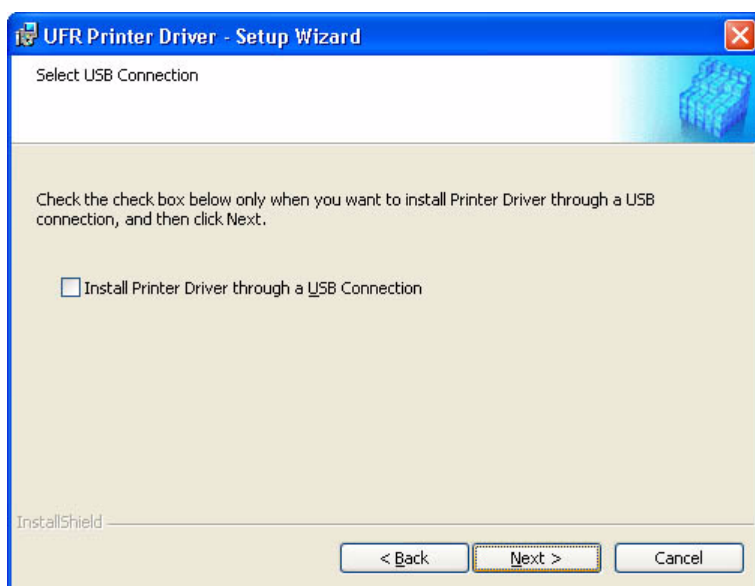 UFR Printer Driver - Setup Wizard
Select USB Connection
Check the check box below only when you want to install Printer Driver through a USB
connection, and then click Next.
Install Printer Driver through a USB Connection
InstallShield
< Back Next > Cancel